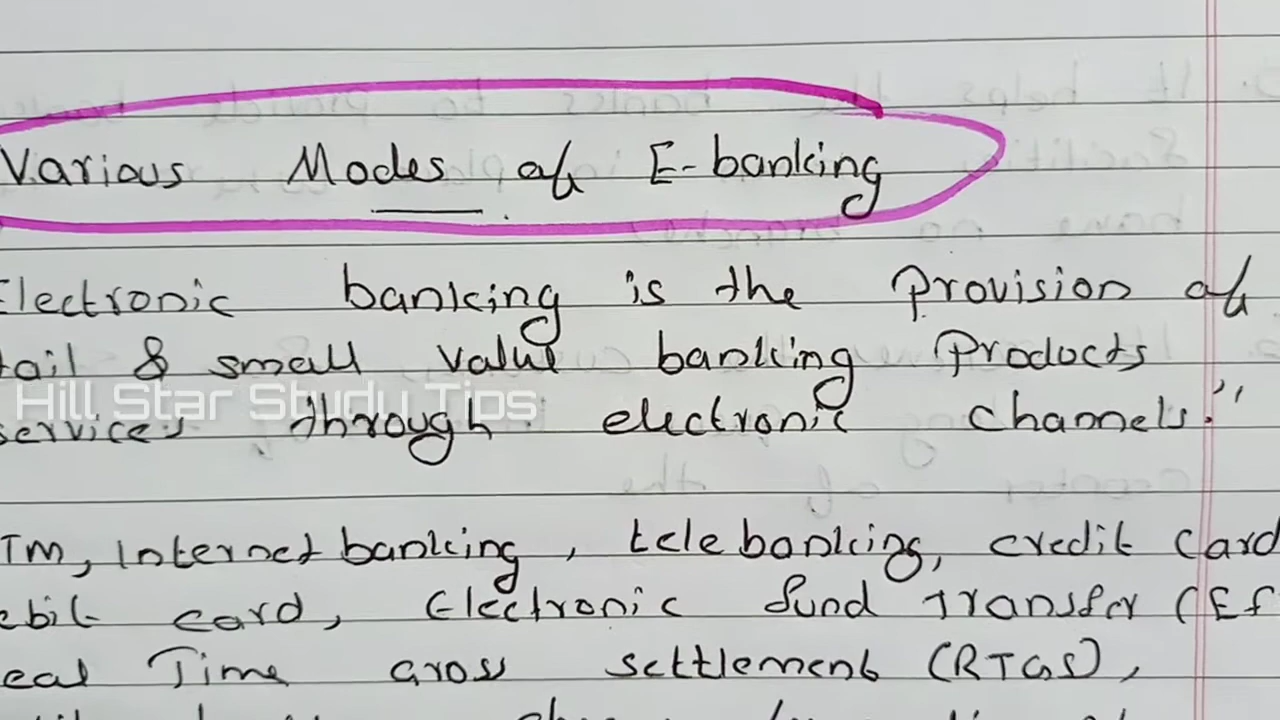 Various Modes of E-banking
Electronic banking is the Provision of
tail & small value banking Products
Hill Star Study Tips
services through electronic channels."
TM, Internet banking, tele banking, credit card
ebit card, Electronic fund Transfer (EF
eal Time Gross settlement (RTGS),